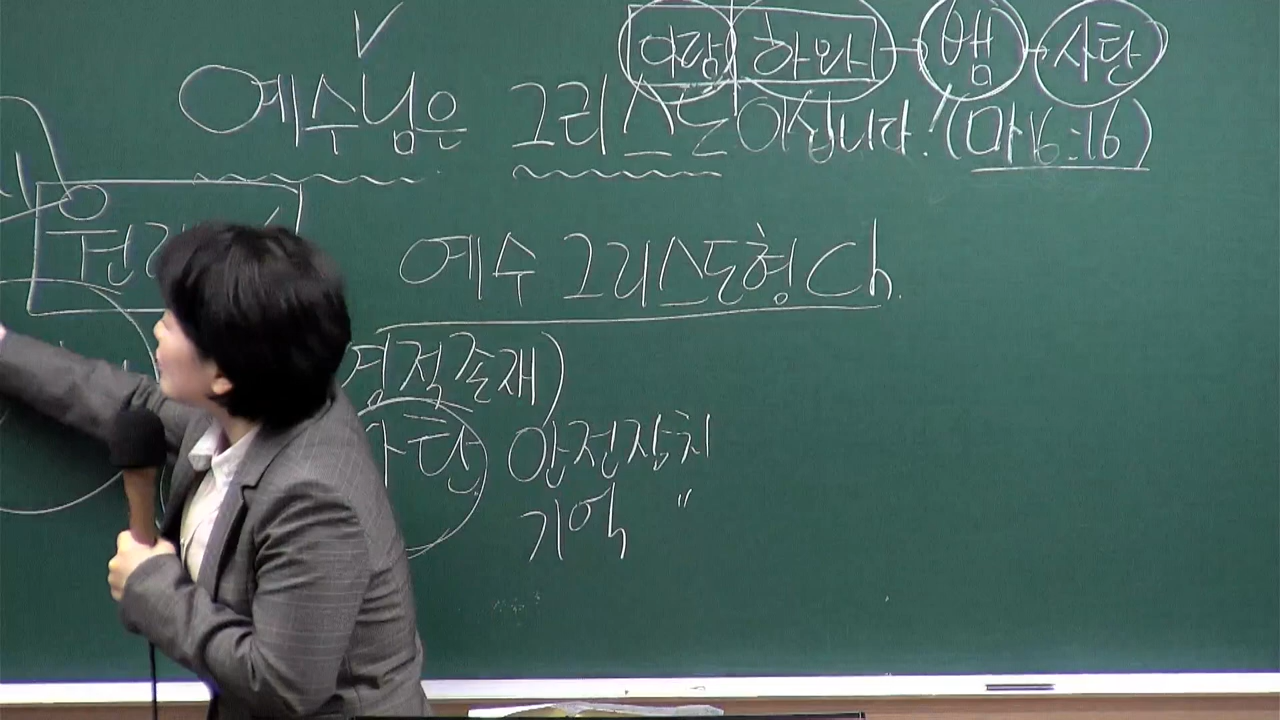 아담 하와 뱀 사탄
예수님은 그리스도이십니다! (마16:16)
예수 그리스도형 Ch.
영적존재)
탄 안전장치
기억 "